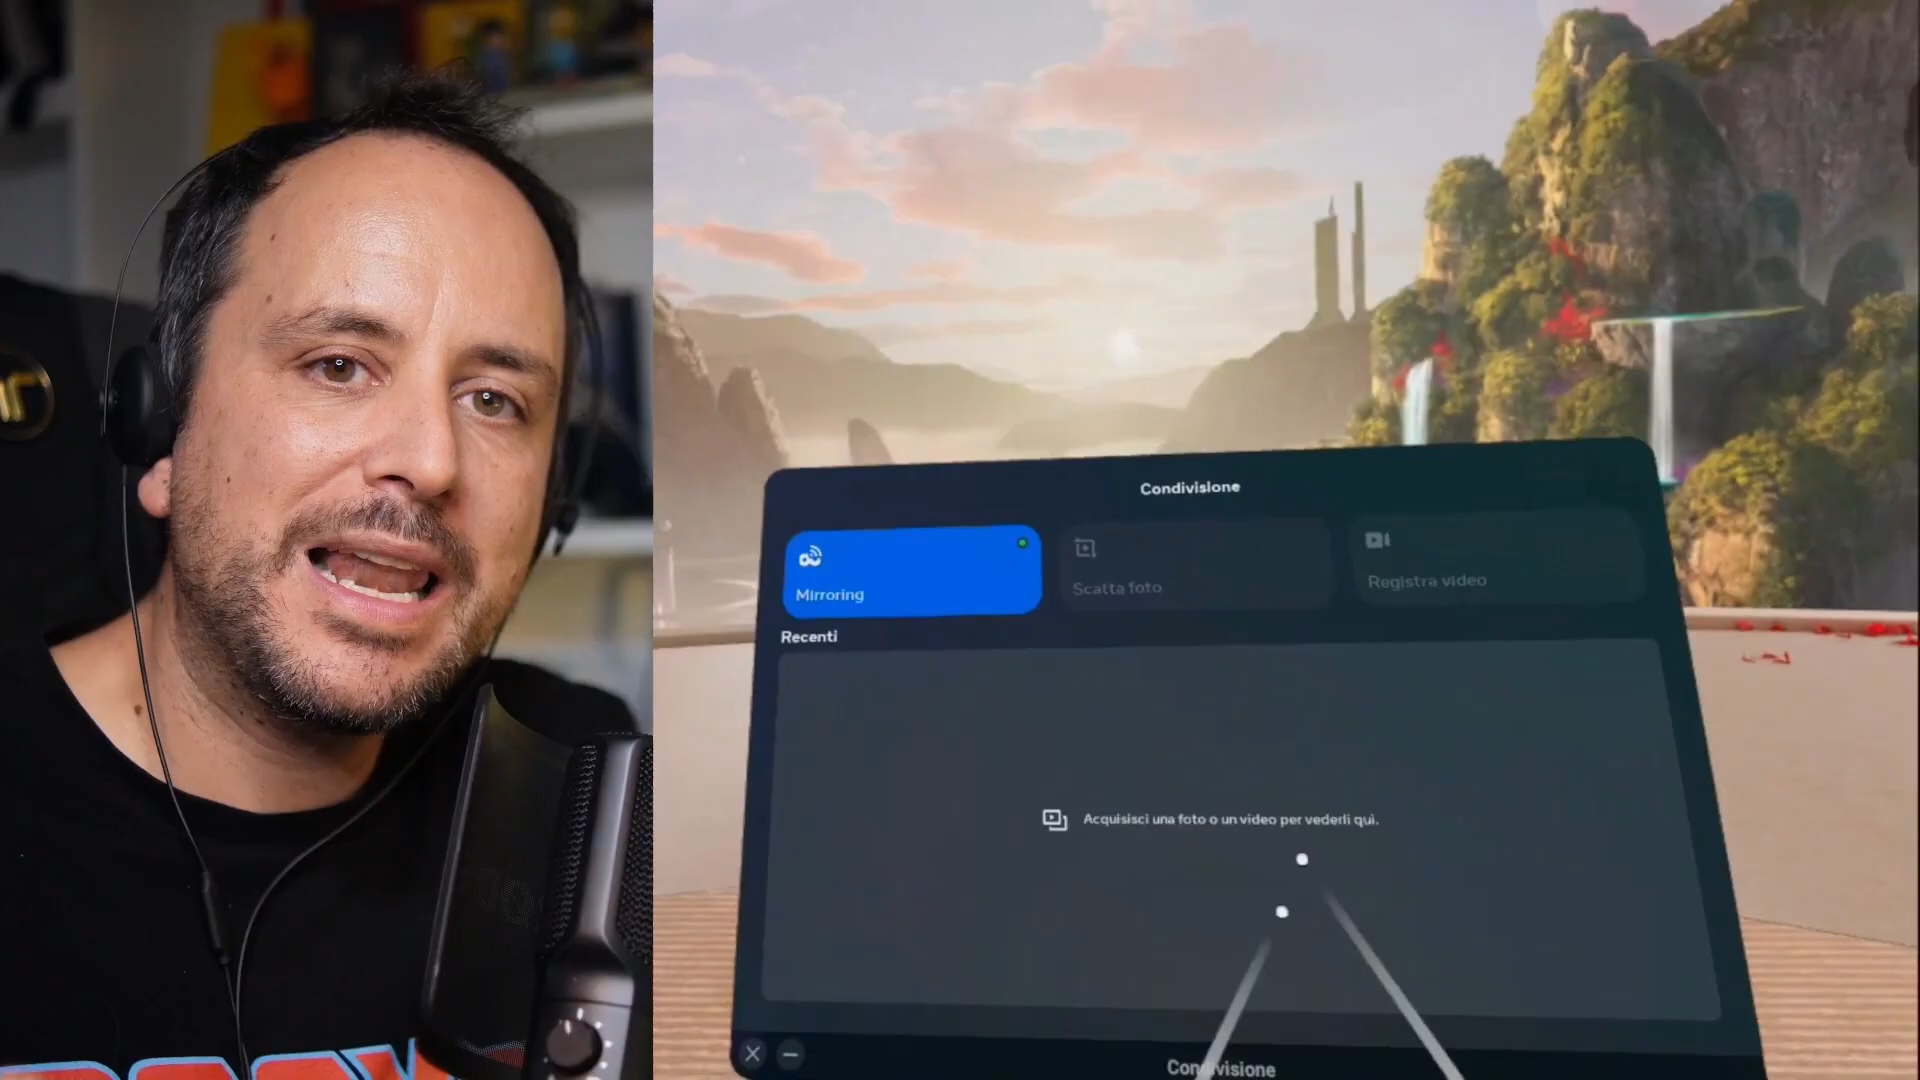 Condivisione
Mirroring
Scatta foto
Registra video
Recenti
Acquisisci una foto o un video per vederli qui.
Condivisione